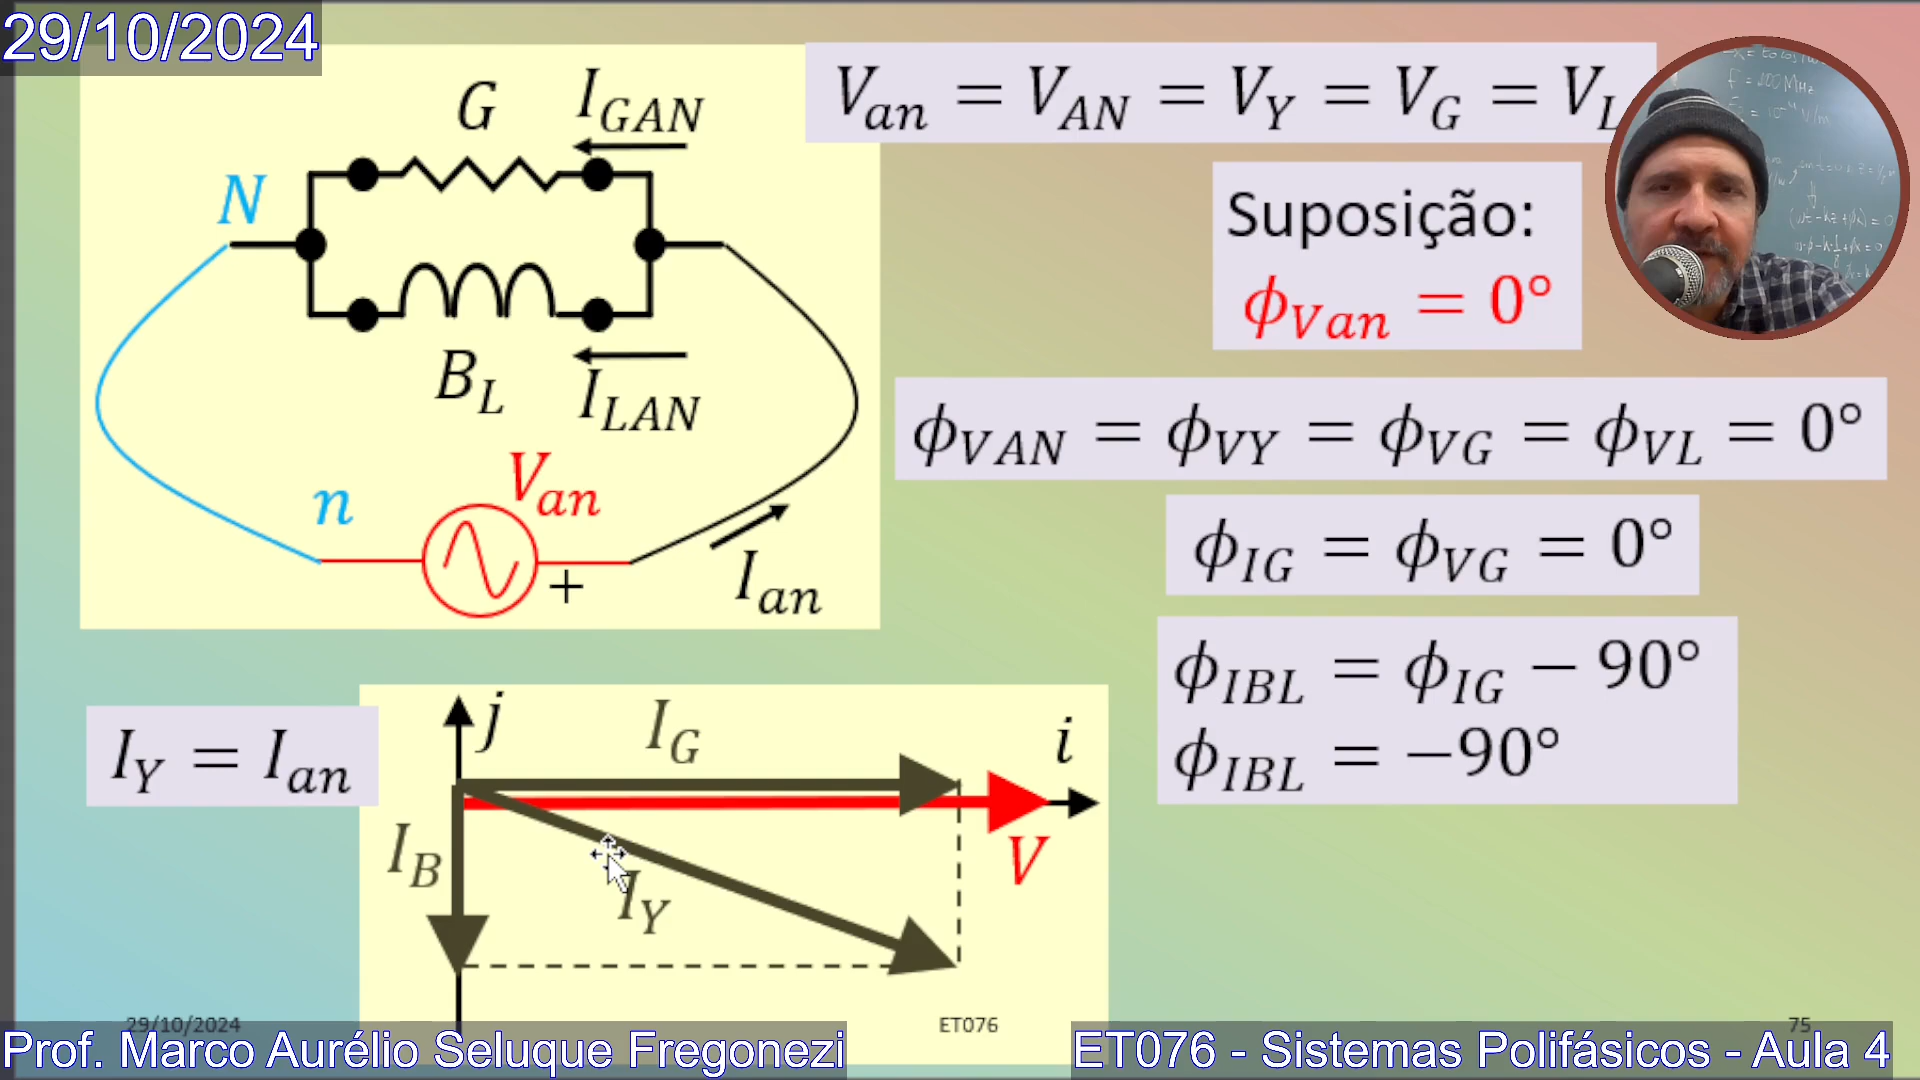 29/10/2024
G
I_GAN
N
B_L
I_LAN
V_an
n
+
I_an
V_an = V_AN = V_Y = V_G = V_L
Suposição:
ϕ_Van = 0°
ϕ_VAN = ϕ_VY = ϕ_VG = ϕ_VL = 0°
ϕ_IG = ϕ_VG = 0°
ϕ_IBL = ϕ_IG − 90°
ϕ_IBL = −90°
I_Y = I_an
j
I_G
i
I_B
I_Y
V
29/10/2024
ET076
75
Prof. Marco Aurélio Seluque Fregonezi
ET076 - Sistemas Polifásicos - Aula 4